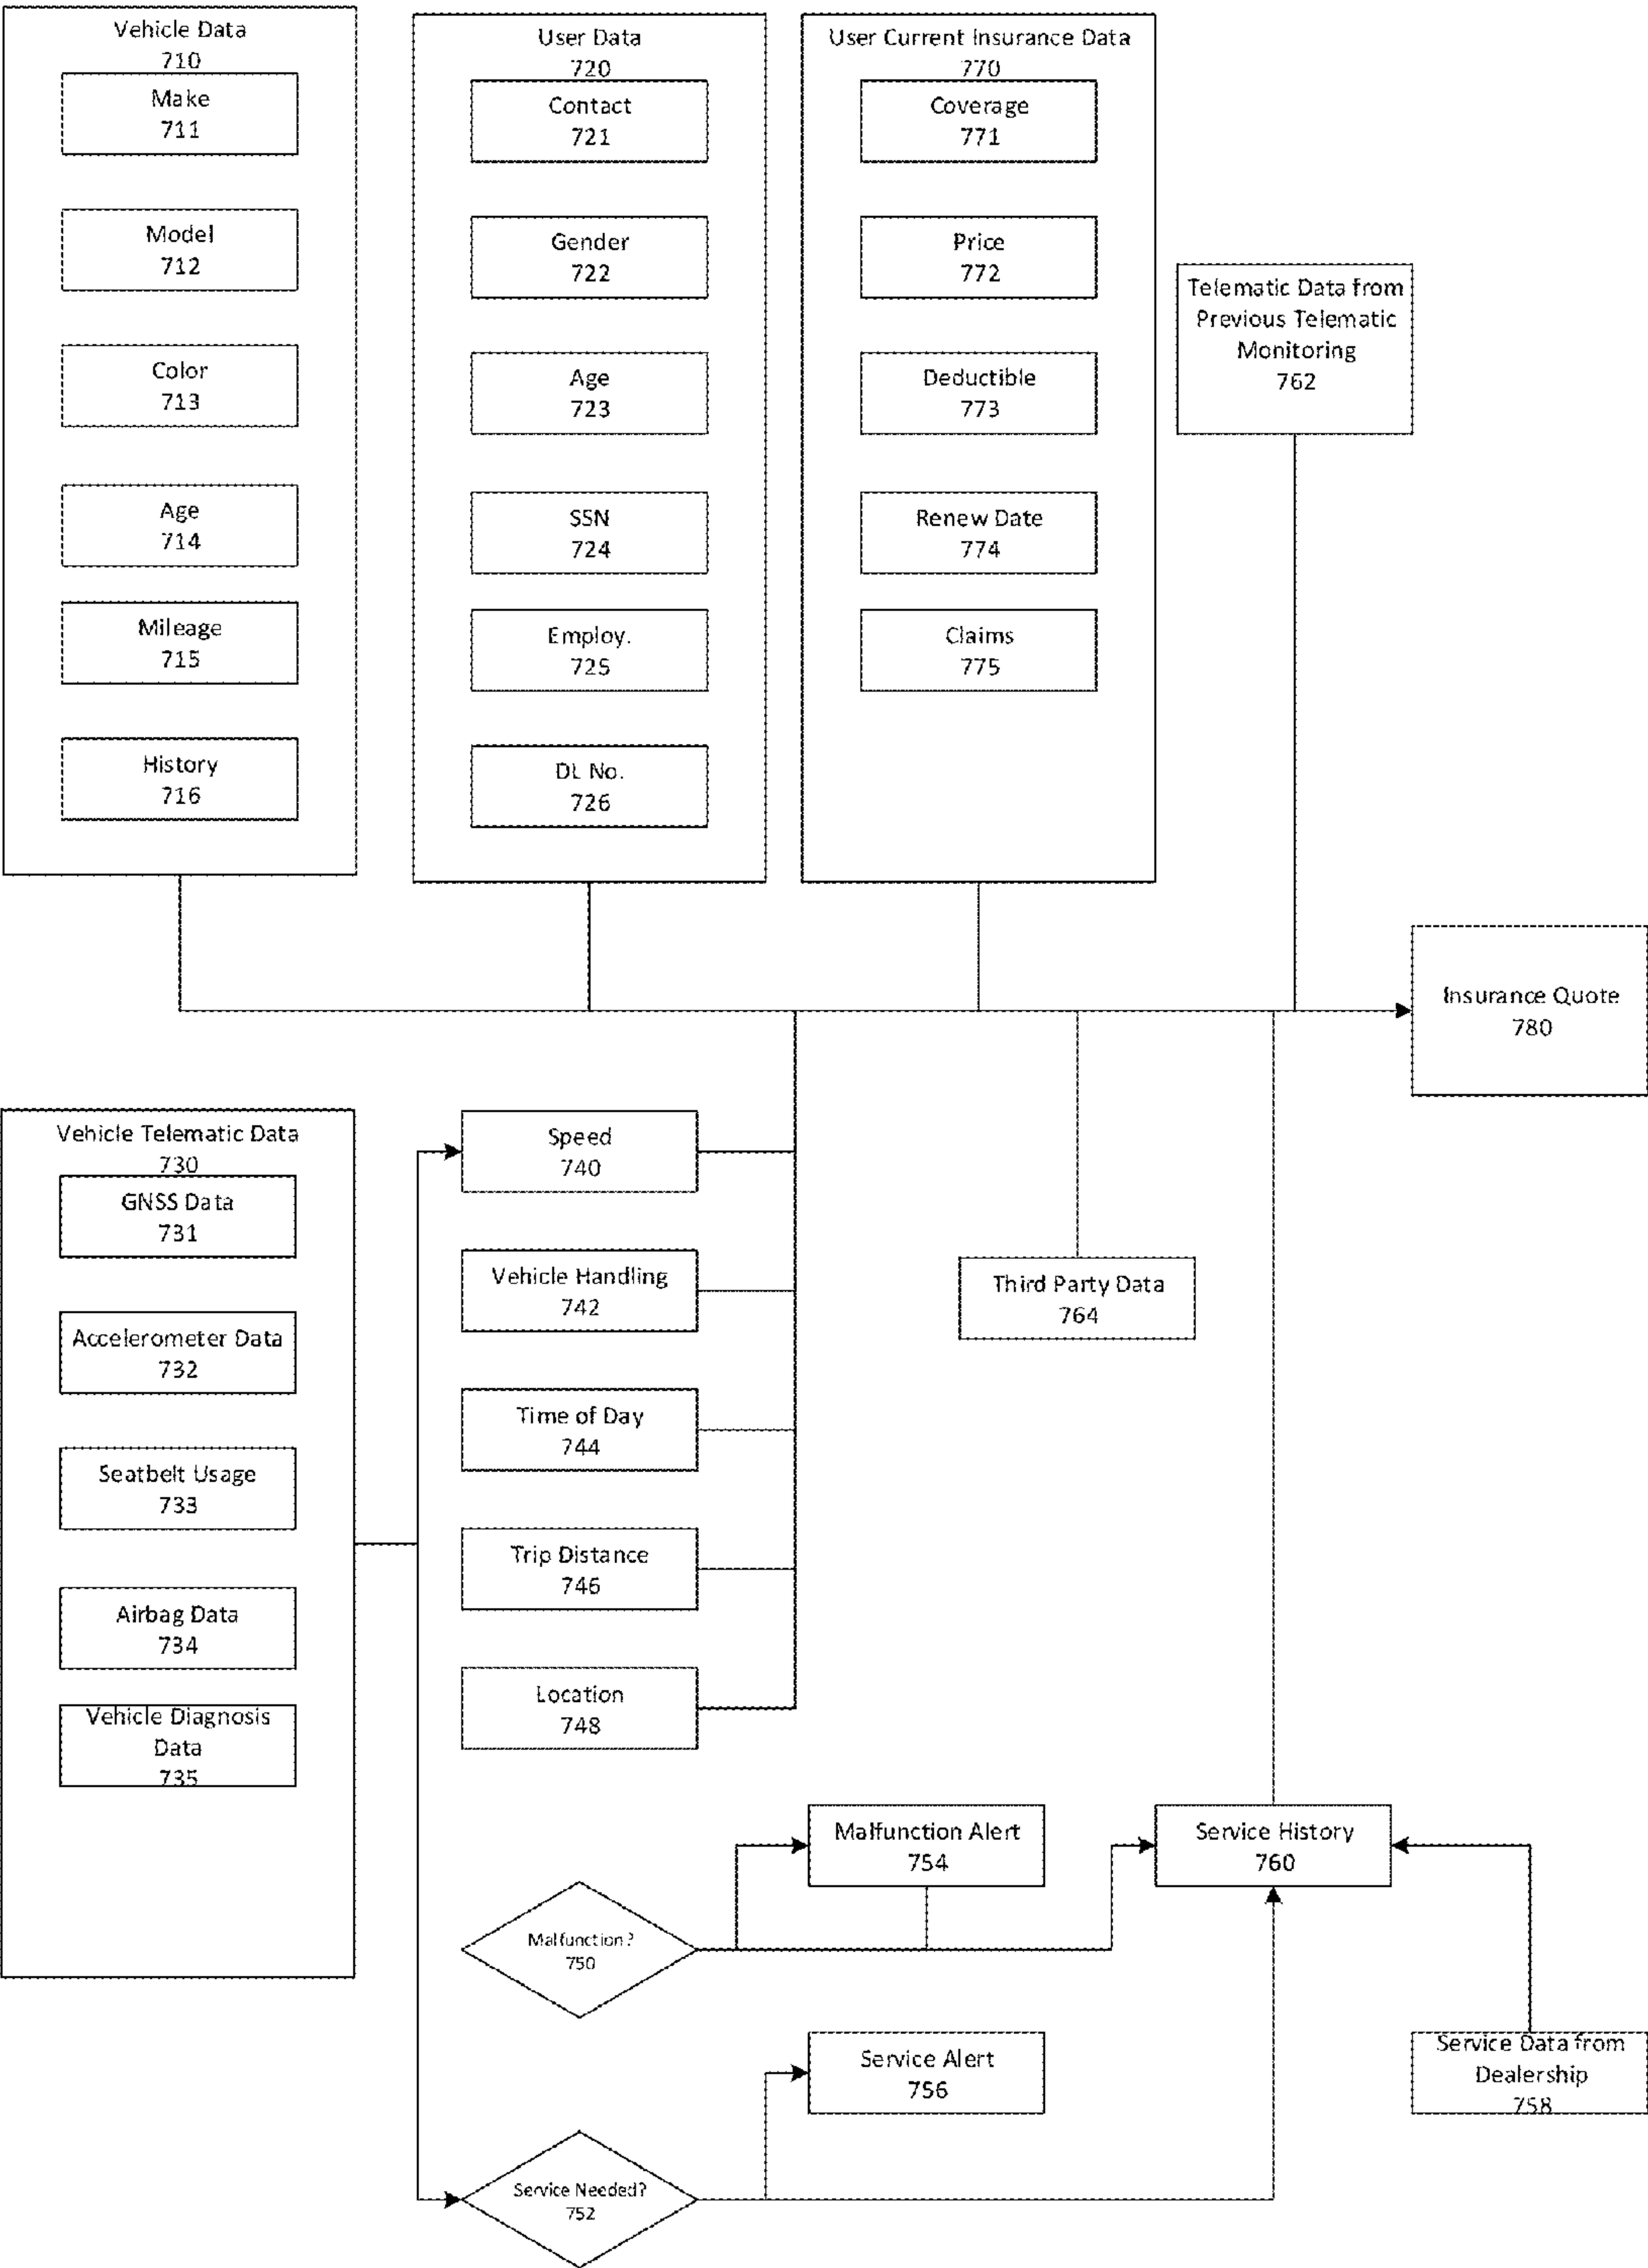 Vehicle Data
710
Make
711
Model
712
Color
713
Age
714
Mileage
715
History
716
User Data
720
Contact
721
Gender
722
Age
723
SSN
724
Employ.
725
DL No.
726
User Current Insurance Data
770
Coverage
771
Price
772
Deductible
773
Renew Date
774
Claims
775
Telematic Data from
Previous Telematic
Monitoring
762
Insurance Quote
780
Vehicle Telematic Data
730
GNSS Data
731
Accelerometer Data
732
Seatbelt Usage
733
Airbag Data
734
Vehicle Diagnosis
Data
735
Speed
740
Vehicle Handling
742
Time of Day
744
Trip Distance
746
Location
748
Third Party Data
764
Malfunction Alert
754
Service History
760
Malfunction?
750
Service Alert
756
Service Data from
Dealership
758
Service Needed?
752